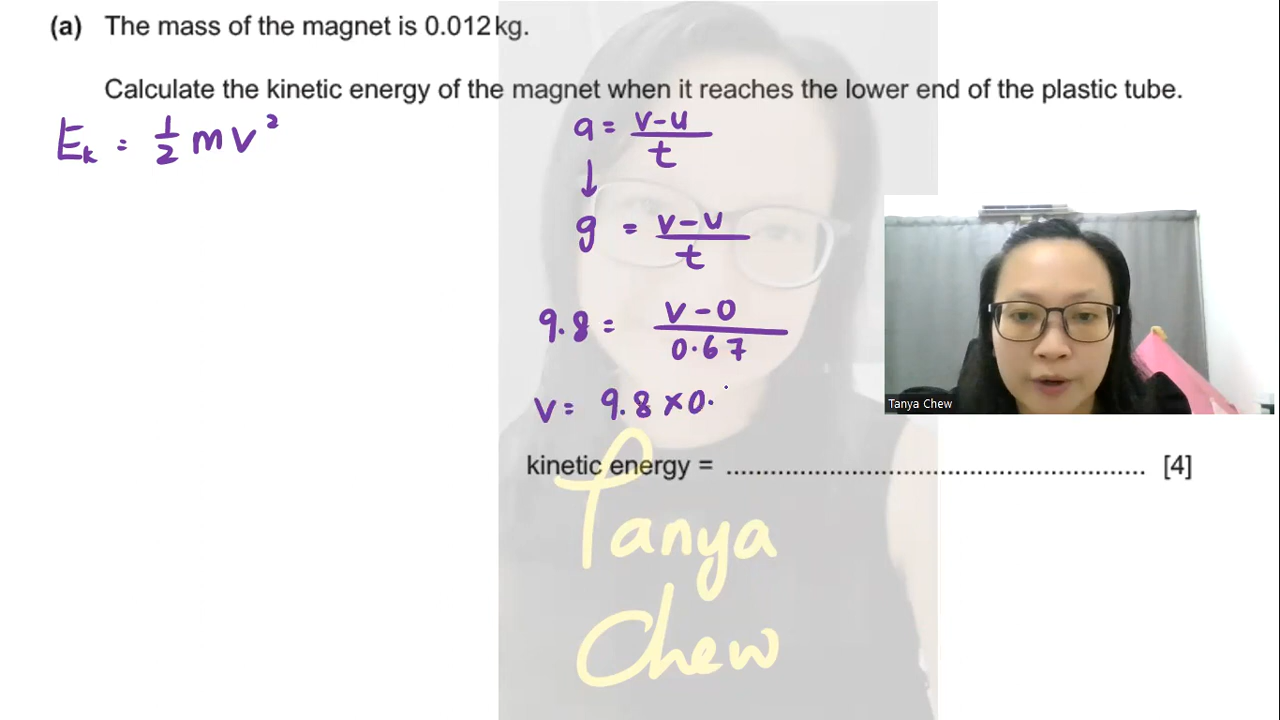 (a) The mass of the magnet is 0.012 kg.
Calculate the kinetic energy of the magnet when it reaches the lower end of the plastic tube.
Eₖ = ½ m v²
a = (v-u)/t
↓
g = (v-u)/t
9.8 = (v-0)/0.67
v = 9.8 × 0.
Tanya Chew
kinetic energy = .......................................................... [4]
Tanya
Chew